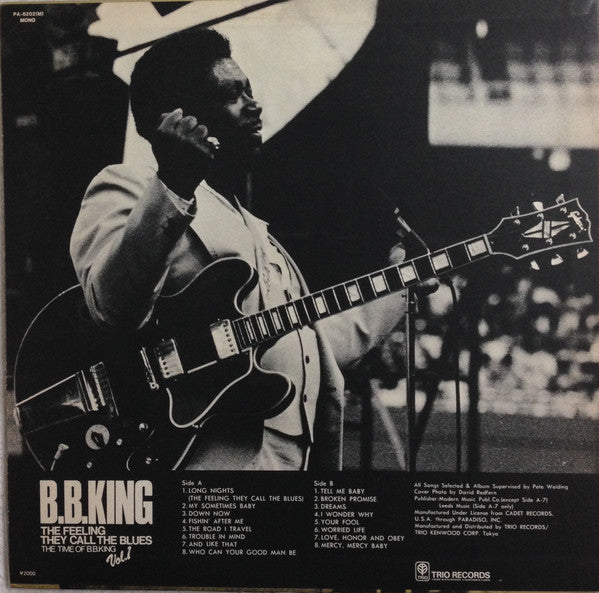 PA-6202(M)
MONO
Gibson
B.B.KING
THE FEELING
THEY CALL THE BLUES
THE TIME OF B.B.KING
Vol.1
¥2000
Side A
1. LONG NIGHTS
(THE FEELING THEY CALL THE BLUES)
2. MY SOMETIMES BABY
3. DOWN NOW
4. FISHIN' AFTER ME
5. THE ROAD I TRAVEL
6. TROUBLE IN MIND
7. AND LIKE THAT
8. WHO CAN YOUR GOOD MAN BE
Side B
1. TELL ME BABY
2. BROKEN PROMISE
3. DREAMS
4. I WONDER WHY
5. YOUR FOOL
6. WORRIED LIFE
7. LOVE, HONOR AND OBEY
8. MERCY, MERCY BABY
All Songs Selected & Album Supervised by Pete Welding
Cover Photo by David Redfern
Publisher:Modern Music Publ.Co.(except Side A-7)
Leeds Music (Side A-7 only)
Manufactured Under License from CADET RECORDS,
U.S.A. through PARADISO, INC.
Manufactured and Distributed by TRIO RECORDS/
TRIO KENWOOD CORP. Tokyo
TRIO
TRIO RECORDS